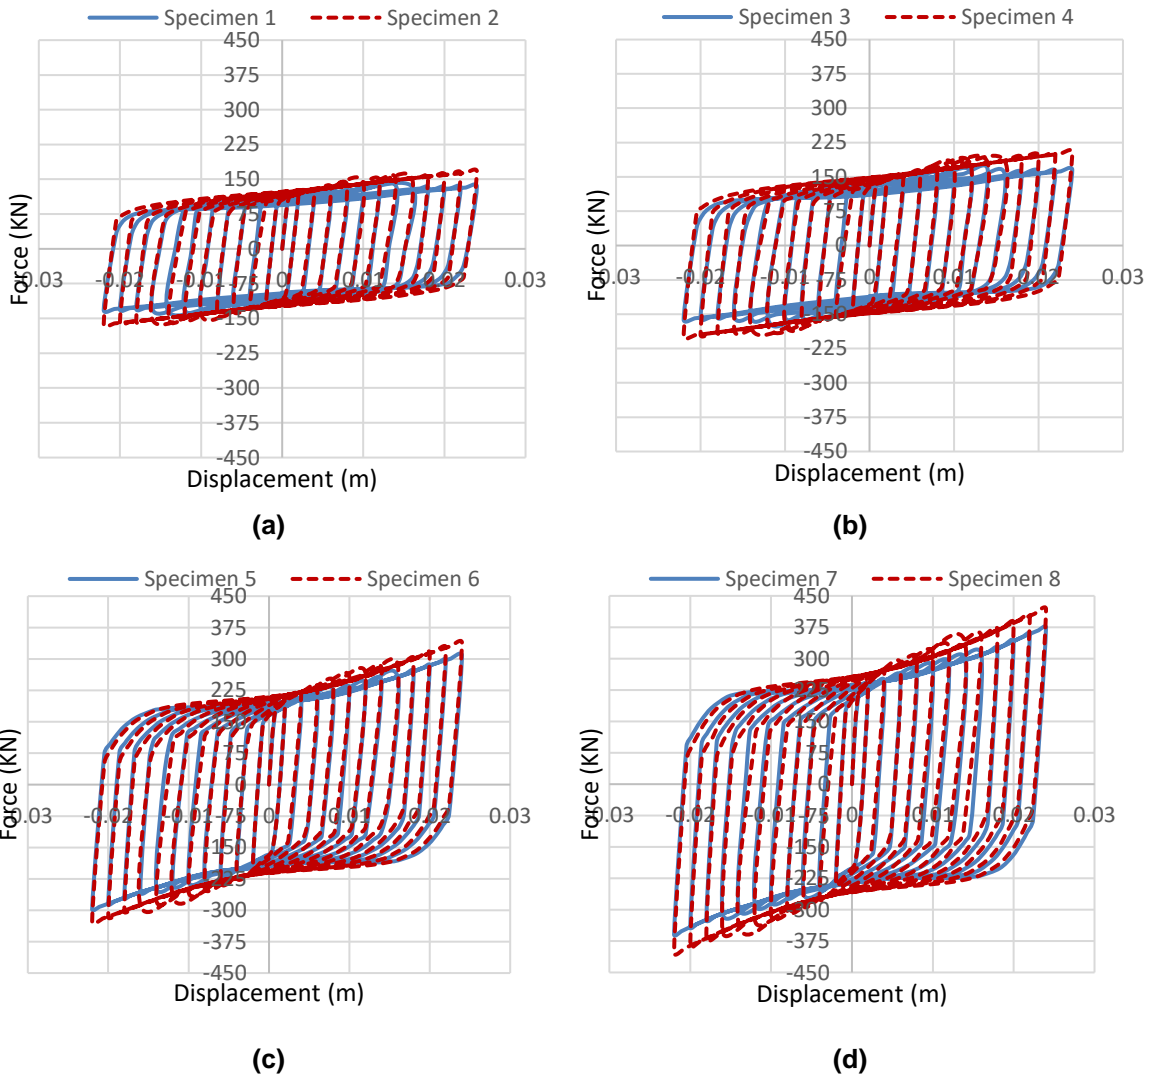 Specimen 1 Specimen 2
450
375
300
225
150
75
0
-0.03 -0.02 -0.01 0 0.01 0.02 0.03
-75
-150
-225
-300
-375
-450
Force (KN)
Displacement (m)
(a)
Specimen 3 Specimen 4
450
375
300
225
150
75
0
-0.03 -0.02 -0.01 0 0.01 0.02 0.03
-75
-150
-225
-300
-375
-450
Force (KN)
Displacement (m)
(b)
Specimen 5 Specimen 6
450
375
300
225
150
75
0
-0.03 -0.02 -0.01 0 0.01 0.02 0.03
-75
-150
-225
-300
-375
-450
Force (KN)
Displacement (m)
(c)
Specimen 7 Specimen 8
450
375
300
225
150
75
0
-0.03 -0.02 -0.01 0 0.01 0.02 0.03
-75
-150
-225
-300
-375
-450
Force (KN)
Displacement (m)
(d)